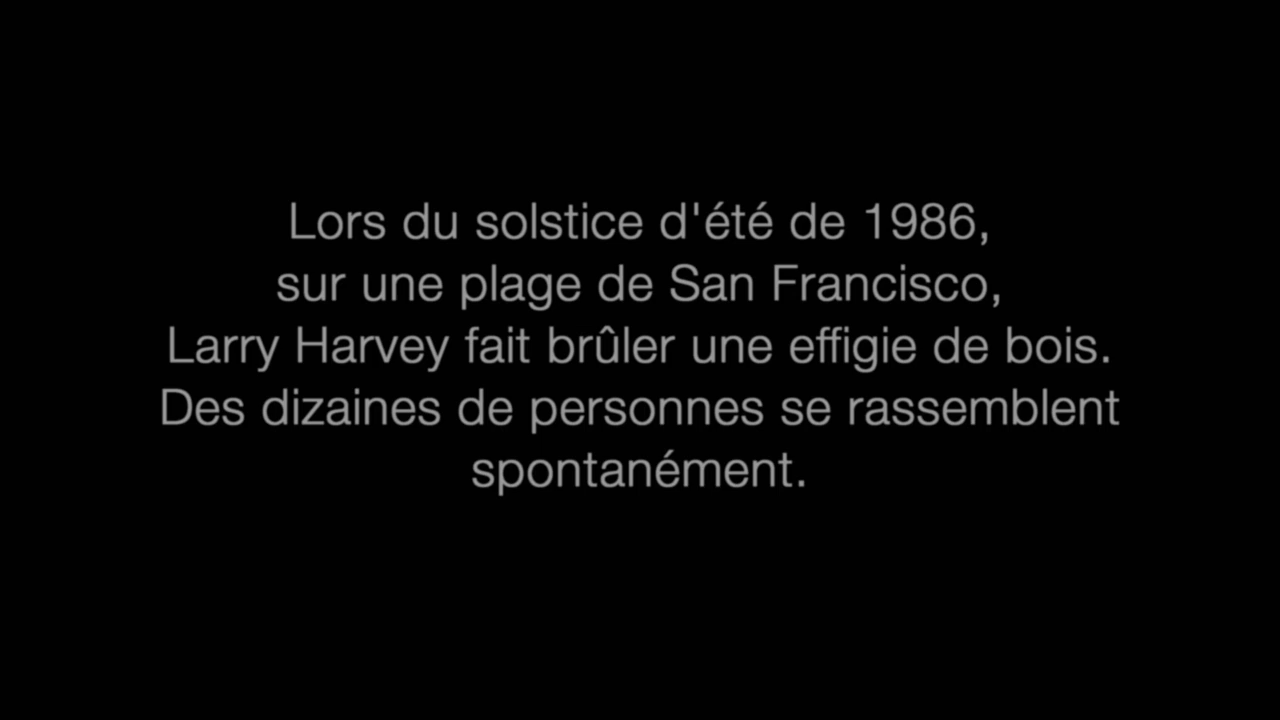 Lors du solstice d'été de 1986,
sur une plage de San Francisco,
Larry Harvey fait brûler une effigie de bois.
Des dizaines de personnes se rassemblent
spontanément.